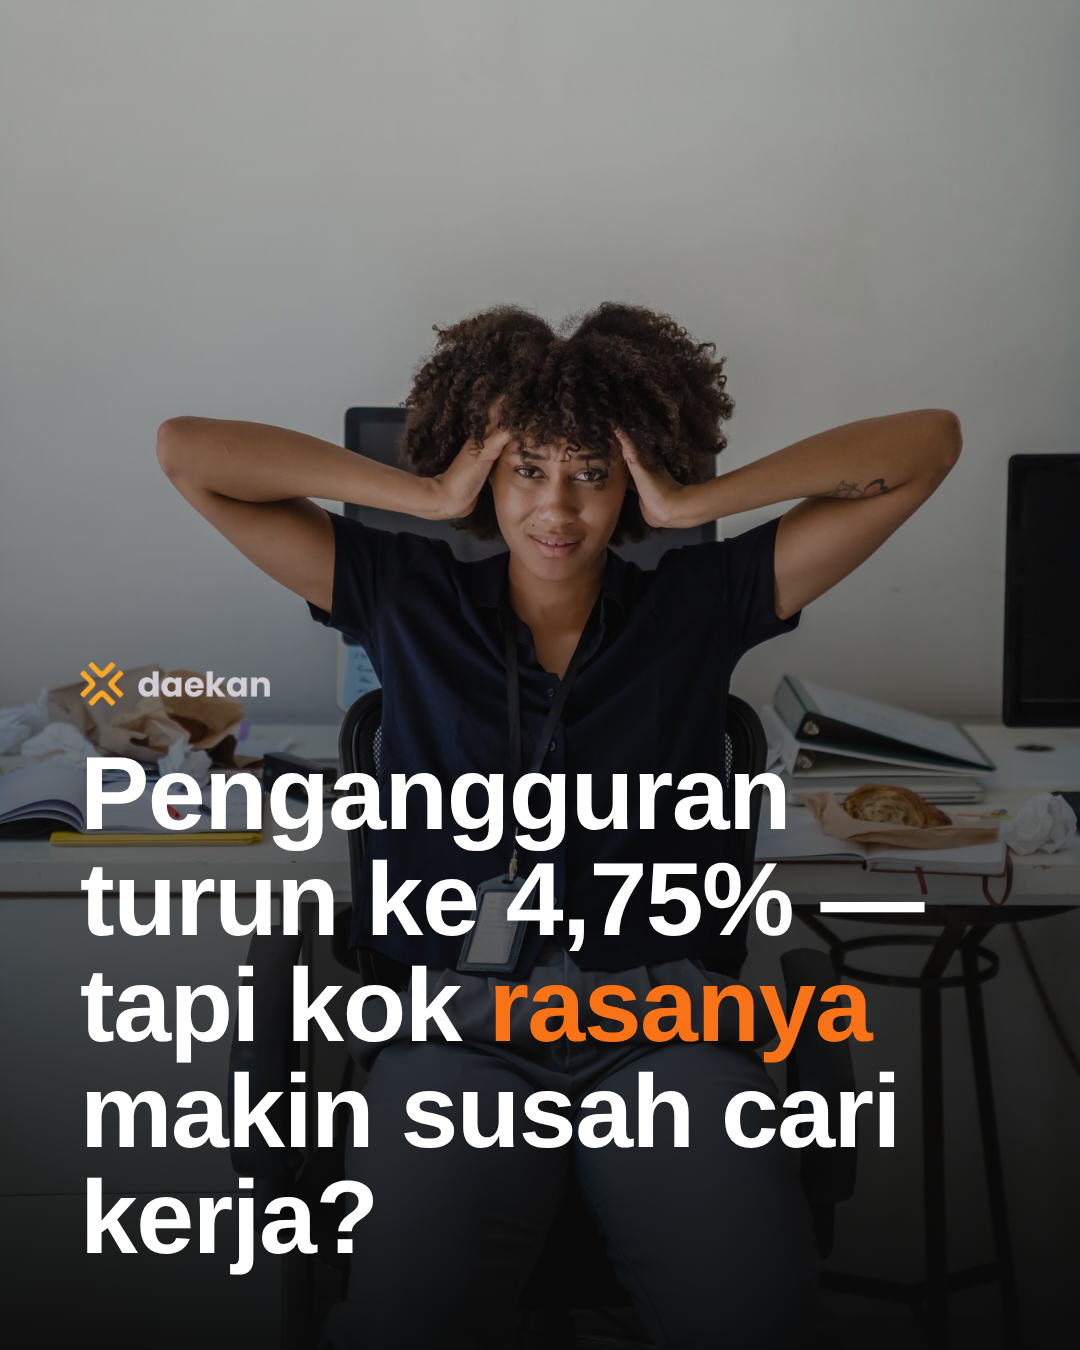 daekan
Pengangguran
turun ke 4,75% —
tapi kok rasanya
makin susah cari
kerja?